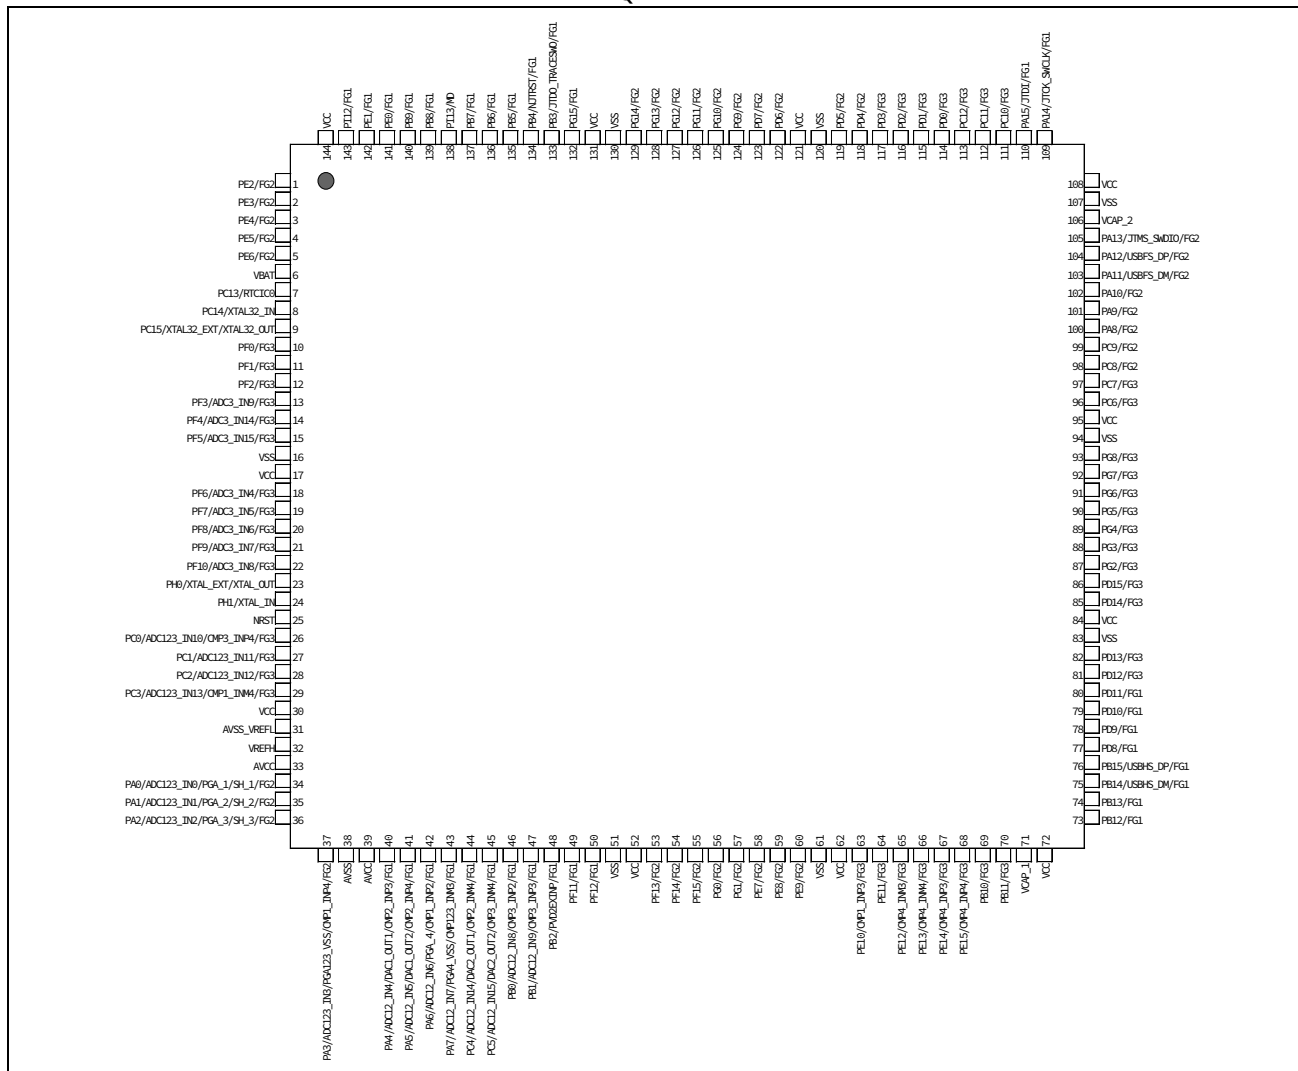 144 VCC
143 PI12/FG1
142 PE1/FG1
141 PE0/FG1
140 PB9/FG1
139 PB8/FG1
138 PI13/MD
137 PB7/FG1
136 PB6/FG1
135 PB5/FG1
134 PB4/NJTRST/FG1
133 PB3/JTDO_TRACESWO/FG1
132 PG15/FG1
131 VCC
130 VSS
129 PG14/FG2
128 PG13/FG2
127 PG12/FG2
126 PG11/FG2
125 PG10/FG2
124 PG9/FG2
123 PD7/FG2
122 PD6/FG2
121 VCC
120 VSS
119 PD5/FG2
118 PD4/FG2
117 PD3/FG3
116 PD2/FG3
115 PD1/FG3
114 PD0/FG3
113 PC12/FG3
112 PC11/FG3
111 PC10/FG3
110 PA15/JTDI/FG1
109 PA14/JTCK_SWCLK/FG1
PE2/FG2 1
PE3/FG2 2
PE4/FG2 3
PE5/FG2 4
PE6/FG2 5
VBAT 6
PC13/RTCIC0 7
PC14/XTAL32_IN 8
PC15/XTAL32_EXT/XTAL32_OUT 9
PF0/FG3 10
PF1/FG3 11
PF2/FG3 12
PF3/ADC3_IN9/FG3 13
PF4/ADC3_IN14/FG3 14
PF5/ADC3_IN15/FG3 15
VSS 16
VCC 17
PF6/ADC3_IN4/FG3 18
PF7/ADC3_IN5/FG3 19
PF8/ADC3_IN6/FG3 20
PF9/ADC3_IN7/FG3 21
PF10/ADC3_IN8/FG3 22
PH0/XTAL_EXT/XTAL_OUT 23
PH1/XTAL_IN 24
NRST 25
PC0/ADC123_IN10/CMP3_INP4/FG3 26
PC1/ADC123_IN11/FG3 27
PC2/ADC123_IN12/FG3 28
PC3/ADC123_IN13/CMP1_INM4/FG3 29
VCC 30
AVSS_VREFL 31
VREFH 32
AVCC 33
PA0/ADC123_IN0/PGA_1/SH_1/FG2 34
PA1/ADC123_IN1/PGA_2/SH_2/FG2 35
PA2/ADC123_IN2/PGA_3/SH_3/FG2 36
108 VCC
107 VSS
106 VCAP_2
105 PA13/JTMS_SWDIO/FG2
104 PA12/USBFS_DP/FG2
103 PA11/USBFS_DM/FG2
102 PA10/FG2
101 PA9/FG2
100 PA8/FG2
99 PC9/FG2
98 PC8/FG2
97 PC7/FG3
96 PC6/FG3
95 VCC
94 VSS
93 PG8/FG3
92 PG7/FG3
91 PG6/FG3
90 PG5/FG3
89 PG4/FG3
88 PG3/FG3
87 PG2/FG3
86 PD15/FG3
85 PD14/FG3
84 VCC
83 VSS
82 PD13/FG3
81 PD12/FG3
80 PD11/FG1
79 PD10/FG1
78 PD9/FG1
77 PD8/FG1
76 PB15/USBHS_DP/FG1
75 PB14/USBHS_DM/FG1
74 PB13/FG1
73 PB12/FG1
37 PA3/ADC123_IN3/PGA123_VSS/CMP1_INP4/FG2
38 AVSS
39 AVCC
40 PA4/ADC12_IN4/DAC1_OUT1/CMP2_INP3/FG1
41 PA5/ADC12_IN5/DAC1_OUT2/CMP2_INP4/FG1
42 PA6/ADC12_IN6/PGA_4/CMP1_INP2/FG1
43 PA7/ADC12_IN7/PGA4_VSS/CMP123_INM3/FG1
44 PC4/ADC12_IN14/DAC2_OUT1/CMP2_INM4/FG1
45 PC5/ADC12_IN15/DAC2_OUT2/CMP3_INM4/FG1
46 PB0/ADC12_IN8/CMP3_INP2/FG1
47 PB1/ADC12_IN9/CMP3_INP3/FG1
48 PB2/PVD2EXINP/FG1
49 PF11/FG1
50 PF12/FG1
51 VSS
52 VCC
53 PF13/FG2
54 PF14/FG2
55 PF15/FG2
56 PG0/FG2
57 PG1/FG2
58 PE7/FG2
59 PE8/FG2
60 PE9/FG2
61 VSS
62 VCC
63 PE10/CMP1_INP3/FG3
64 PE11/FG3
65 PE12/CMP4_INM3/FG3
66 PE13/CMP4_INM4/FG3
67 PE14/CMP4_INP3/FG3
68 PE15/CMP4_INP4/FG3
69 PB10/FG3
70 PB11/FG3
71 VCAP_1
72 VCC